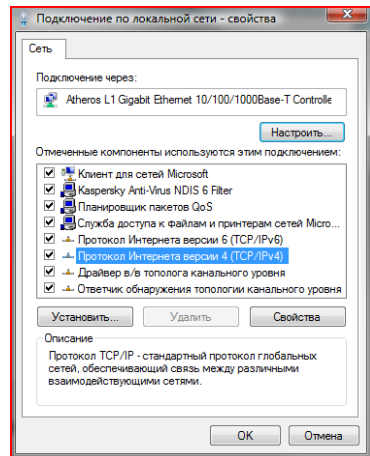 Подключение по локальной сети - свойства
Сеть
Подключение через:
Atheros L1 Gigabit Ethernet 10/100/1000Base-T Controlle
Настроить...
Отмеченные компоненты используются этим подключением:
Клиент для сетей Microsoft
Kaspersky Anti-Virus NDIS 6 Filter
Планировщик пакетов QoS
Служба доступа к файлам и принтерам сетей Micro...
Протокол Интернета версии 6 (TCP/IPv6)
Протокол Интернета версии 4 (TCP/IPv4)
Драйвер в/в тополога канального уровня
Ответчик обнаружения топологии канального уровня
Установить...
Удалить
Свойства
Описание
Протокол TCP/IP - стандартный протокол глобальных
сетей, обеспечивающий связь между различными
взаимодействующими сетями.
OK
Отмена